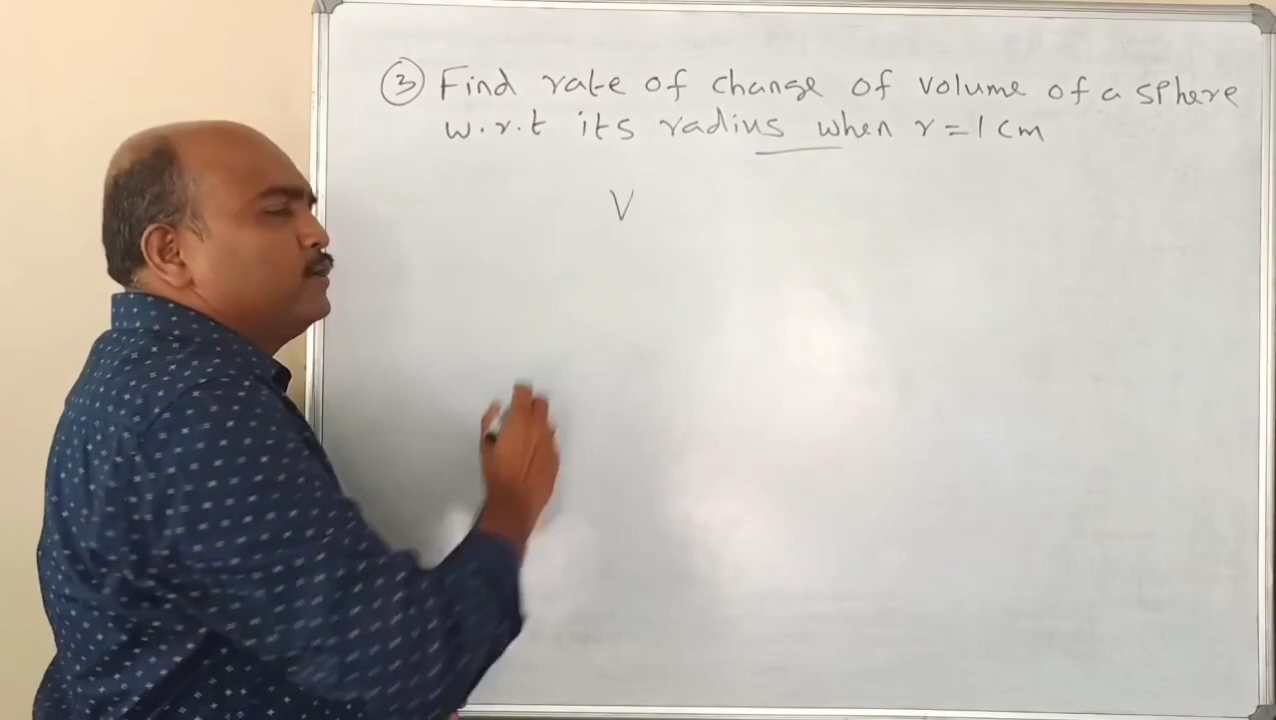 ③ Find rate of change of volume of a sphere
w.r.t its radius when r = 1 cm
V